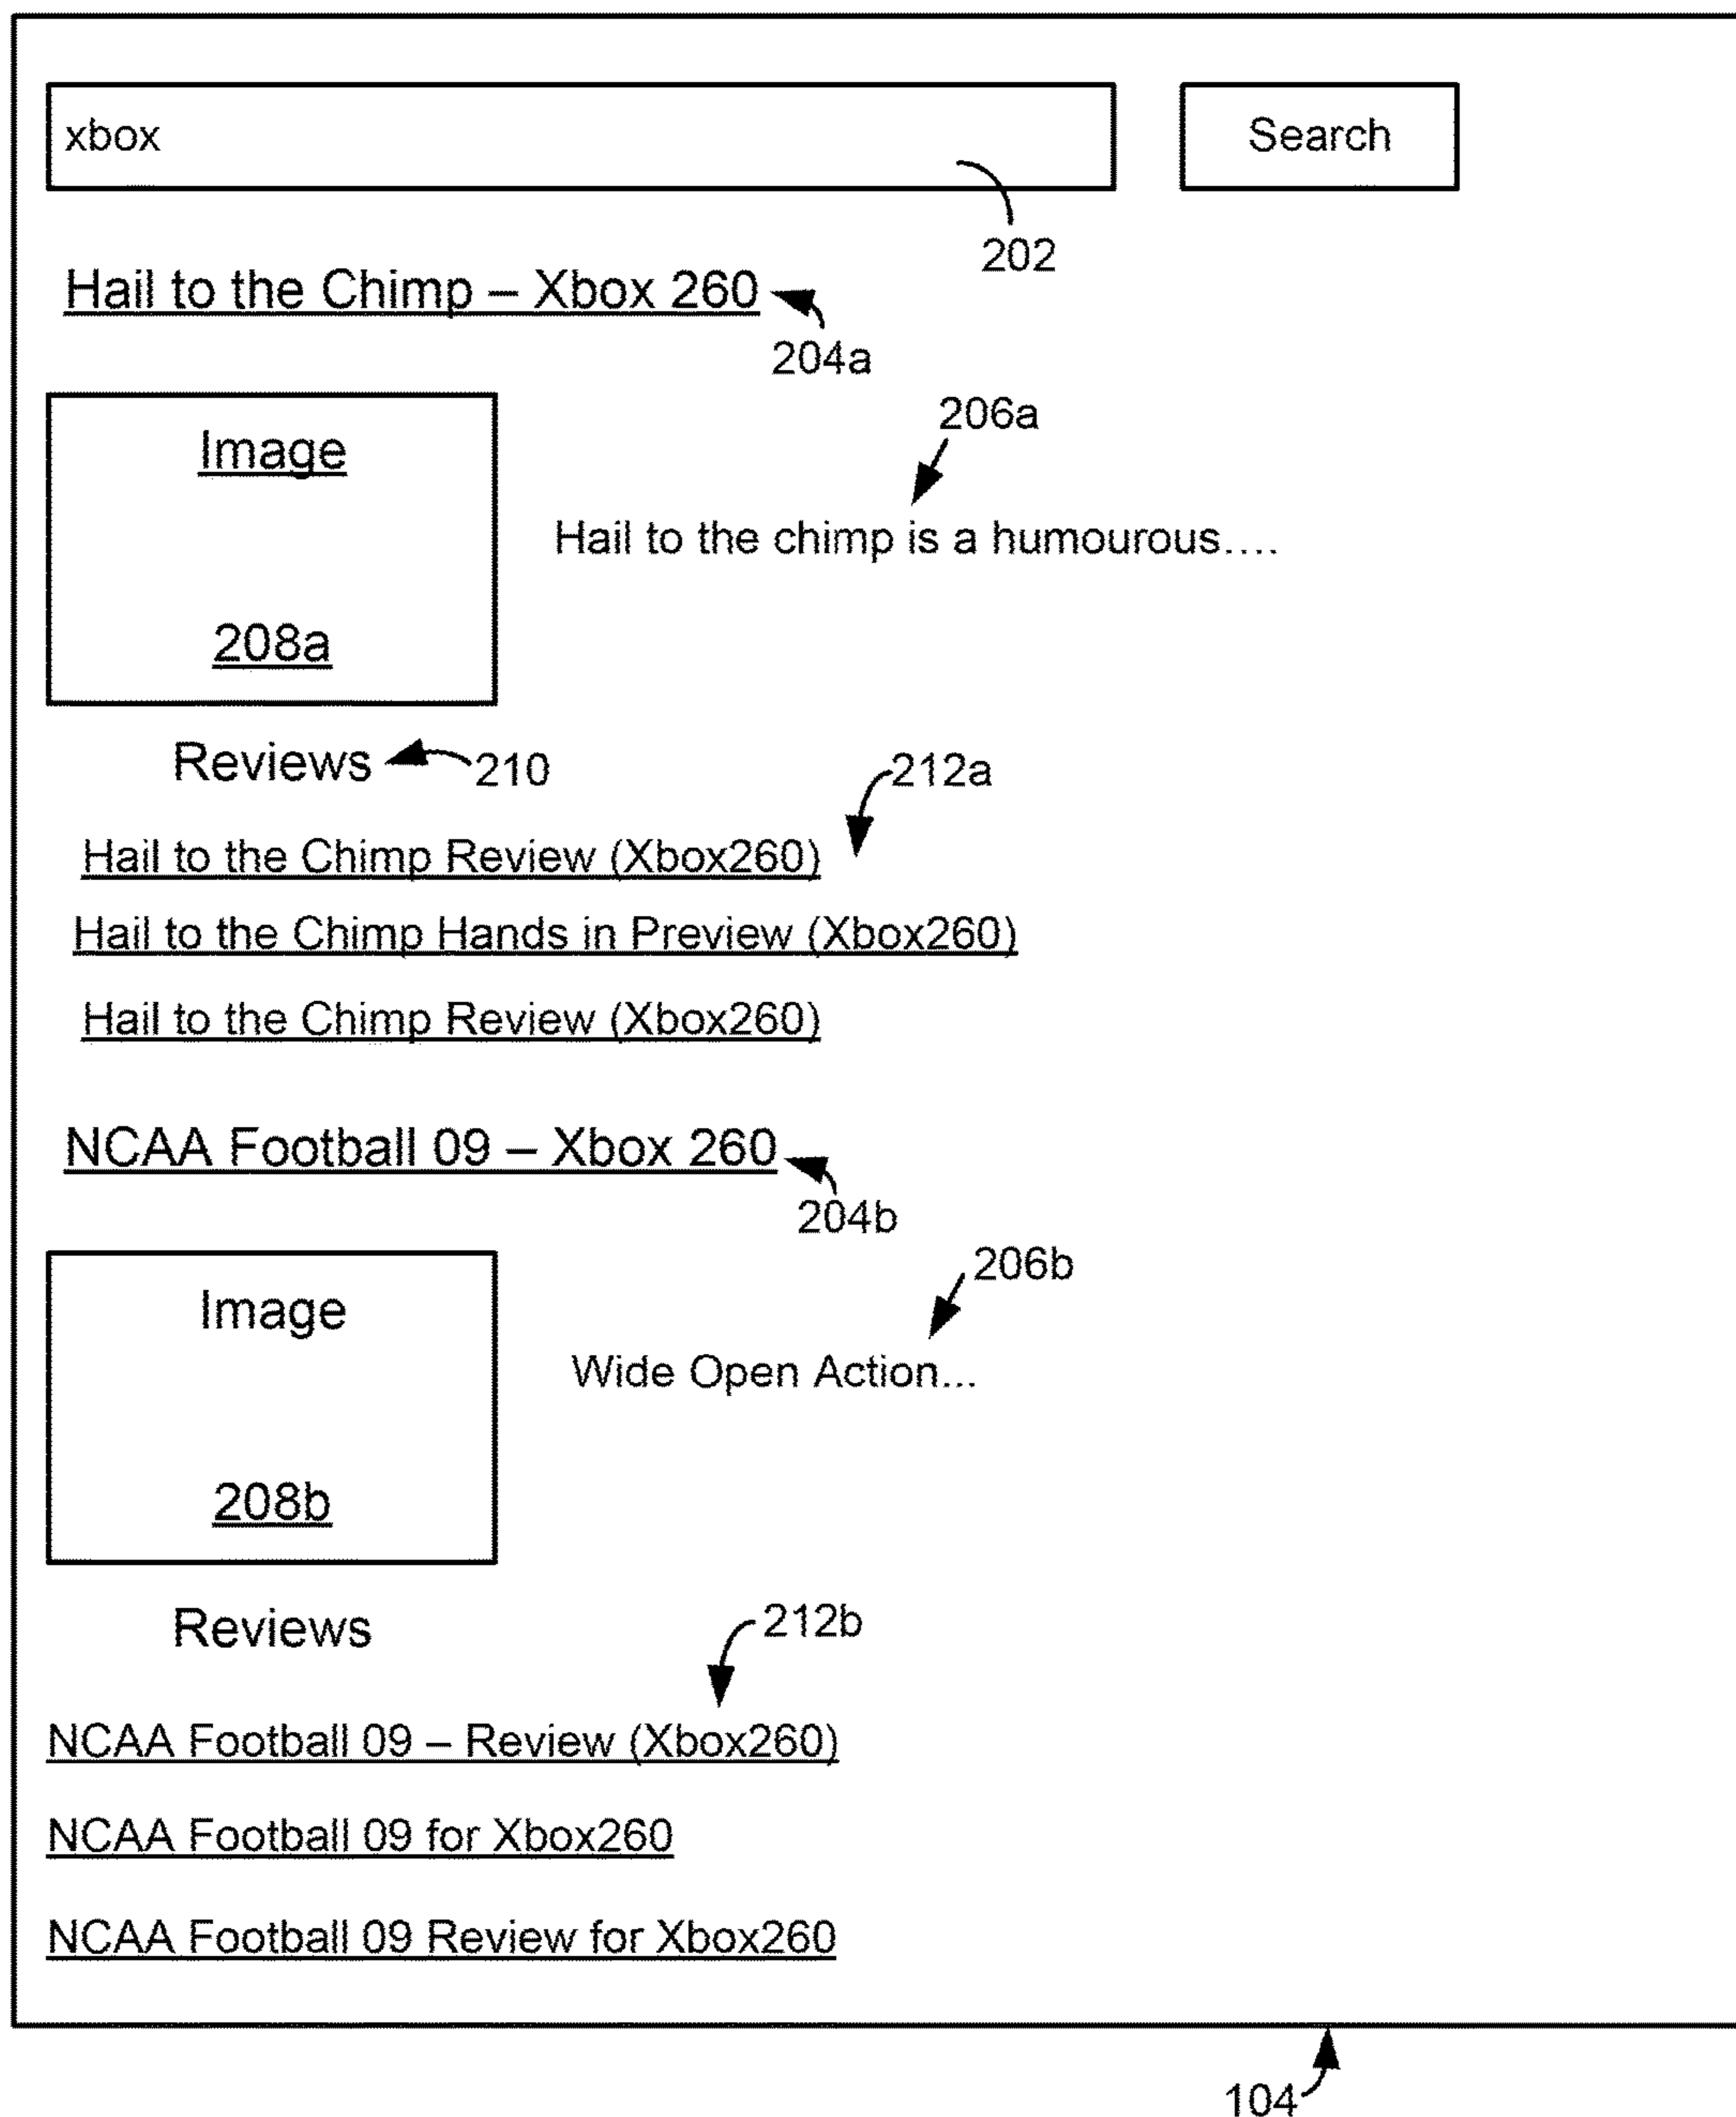 xbox Search
202
Hail to the Chimp – Xbox 260
204a
206a
Image
Hail to the chimp is a humourous....
208a
Reviews 210
212a
Hail to the Chimp Review (Xbox260)
Hail to the Chimp Hands in Preview (Xbox260)
Hail to the Chimp Review (Xbox260)
NCAA Football 09 – Xbox 260
204b
206b
Image
Wide Open Action...
208b
Reviews
212b
NCAA Football 09 – Review (Xbox260)
NCAA Football 09 for Xbox260
NCAA Football 09 Review for Xbox260
104